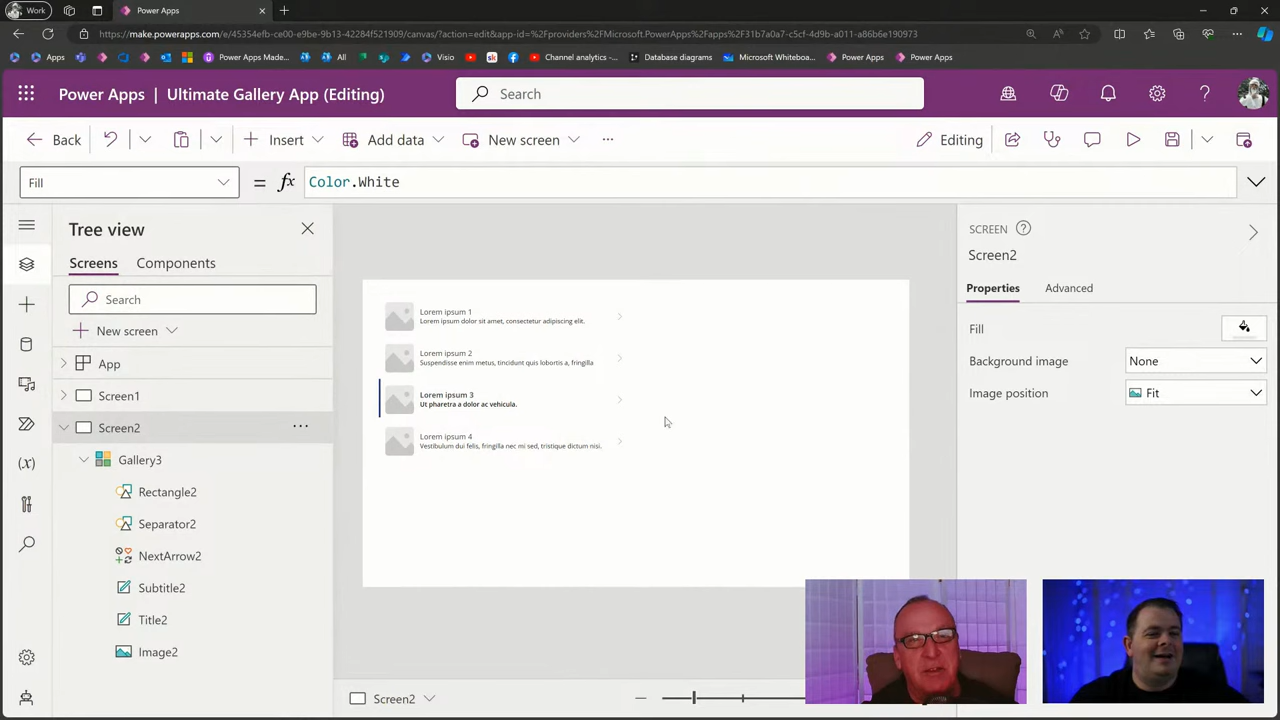 Work
Power Apps
https://make.powerapps.com/e/45354efb-ce00-e9be-9b13-42284f521909/canvas/?action=edit&app-id=%2Fproviders%2FMicrosoft.PowerApps%2Fapps%2F31b7a0a7-c5cf-4d9b-a011-a86b6e190973
Apps
All
Visio
Power Apps Made...
Channel analytics -...
Database diagrams
Microsoft Whiteboa...
Power Apps
Power Apps
Power Apps | Ultimate Gallery App (Editing)
Search
Back
Insert
Add data
New screen
Editing
Fill
= fx
Color.White
Tree view
Screens
Components
Search
New screen
App
Screen1
Screen2
Gallery3
Rectangle2
Separator2
NextArrow2
Subtitle2
Title2
Image2
Lorem ipsum 1
Lorem ipsum dolor sit amet, consectetur adipiscing elit.
Lorem ipsum 2
Suspendisse enim metus, tincidunt quis lobortis a, fringilla
Lorem ipsum 3
Ut pharetra a dolor ac vehicula.
Lorem ipsum 4
Vestibulum dui felis, fringilla nec mi sed, tristique dictum nisi.
SCREEN
Screen2
Properties
Advanced
Fill
Background image
None
Image position
Fit
Screen2